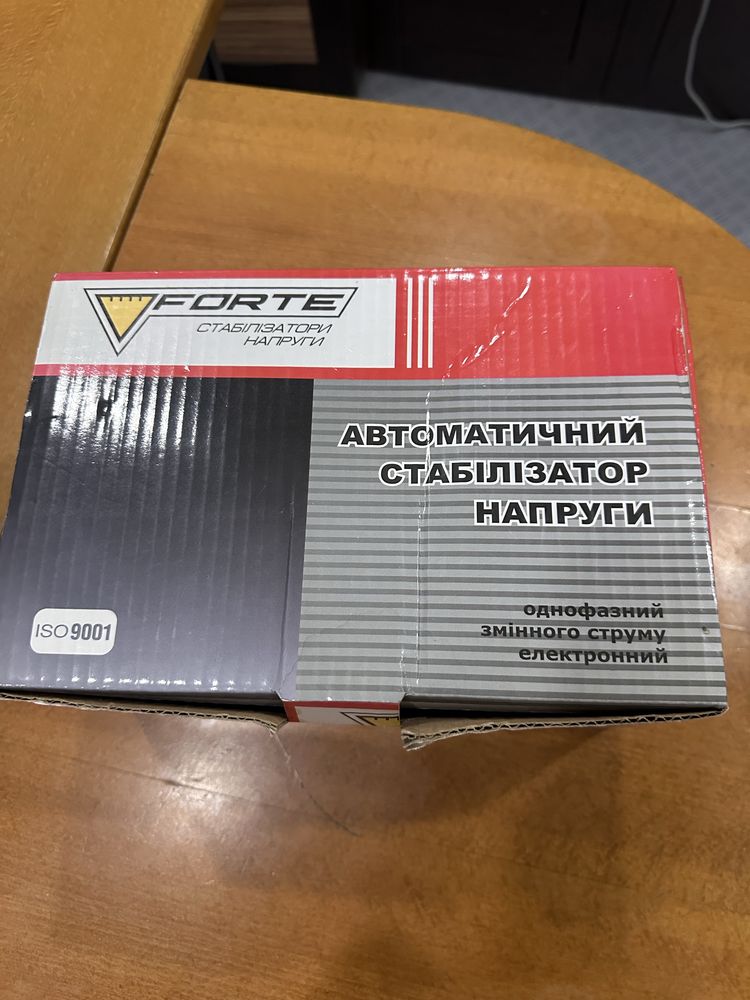 FORTE
СТАБІЛІЗАТОРИ
НАПРУГИ
АВТОМАТИЧНИЙ
СТАБІЛІЗАТОР
НАПРУГИ
однофазний
змінного струму
електронний
ISO 9001